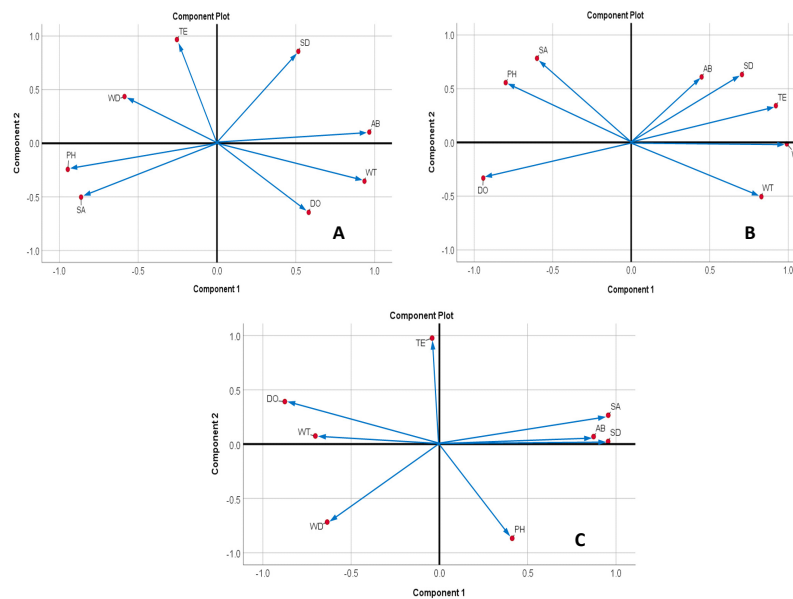 Component Plot
Component 2
1.0
0.5
0.0
-0.5
-1.0
TE
SD
WD
AB
PH
WT
SA
DO
A
-1.0 -0.5 0.0 0.5 1.0
Component 1
Component Plot
Component 2
1.0
0.5
0.0
-0.5
-1.0
SA
AB
SD
PH
TE
DO
WT
B
-1.0 -0.5 0.0 0.5 1.0
Component 1
Component Plot
Component 2
1.0
0.5
0.0
-0.5
-1.0
TE
DO
SA
WT
AB
SD
WD
PH
C
-1.0 -0.5 0.0 0.5 1.0
Component 1